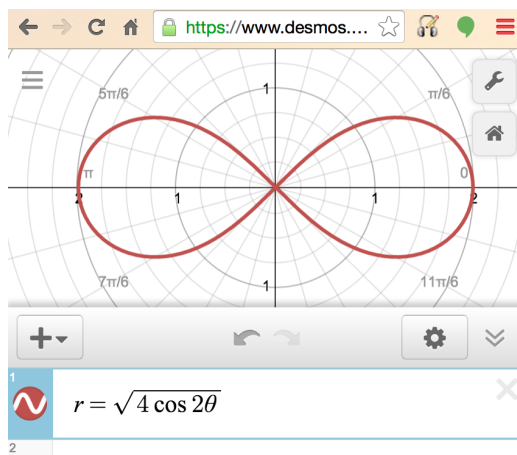 https://www.desmos....
5π/6 1 π/6
π 0
2 1 1 2
7π/6 1 11π/6
1
r = √(4 cos 2θ)
2